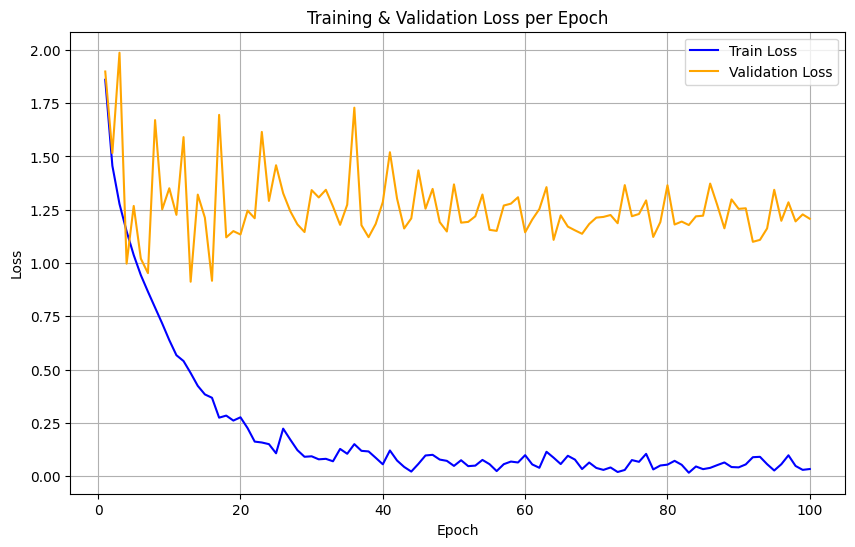 Training & Validation Loss per Epoch
Train Loss
Validation Loss
Loss
2.00
1.75
1.50
1.25
1.00
0.75
0.50
0.25
0.00
0 20 40 60 80 100
Epoch